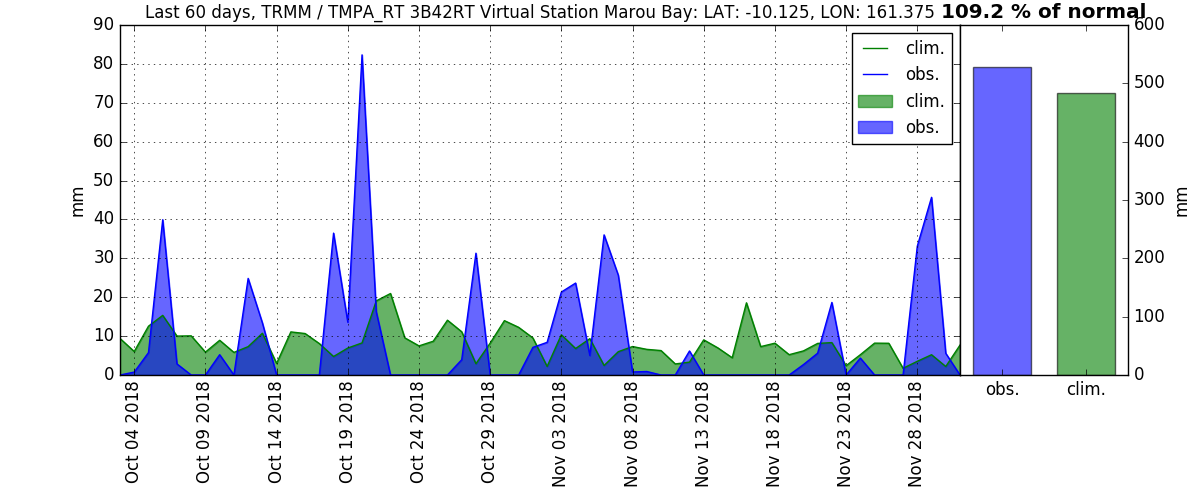 Last 60 days, TRMM / TMPA_RT 3B42RT Virtual Station Marou Bay: LAT: -10.125, LON: 161.375 109.2 % of normal
90
80
70
60
50
40
30
20
10
0
mm
Oct 04 2018
Oct 09 2018
Oct 14 2018
Oct 19 2018
Oct 24 2018
Oct 29 2018
Nov 03 2018
Nov 08 2018
Nov 13 2018
Nov 18 2018
Nov 23 2018
Nov 28 2018
clim.
obs.
clim.
obs.
600
500
400
300
200
100
0
mm
obs.
clim.